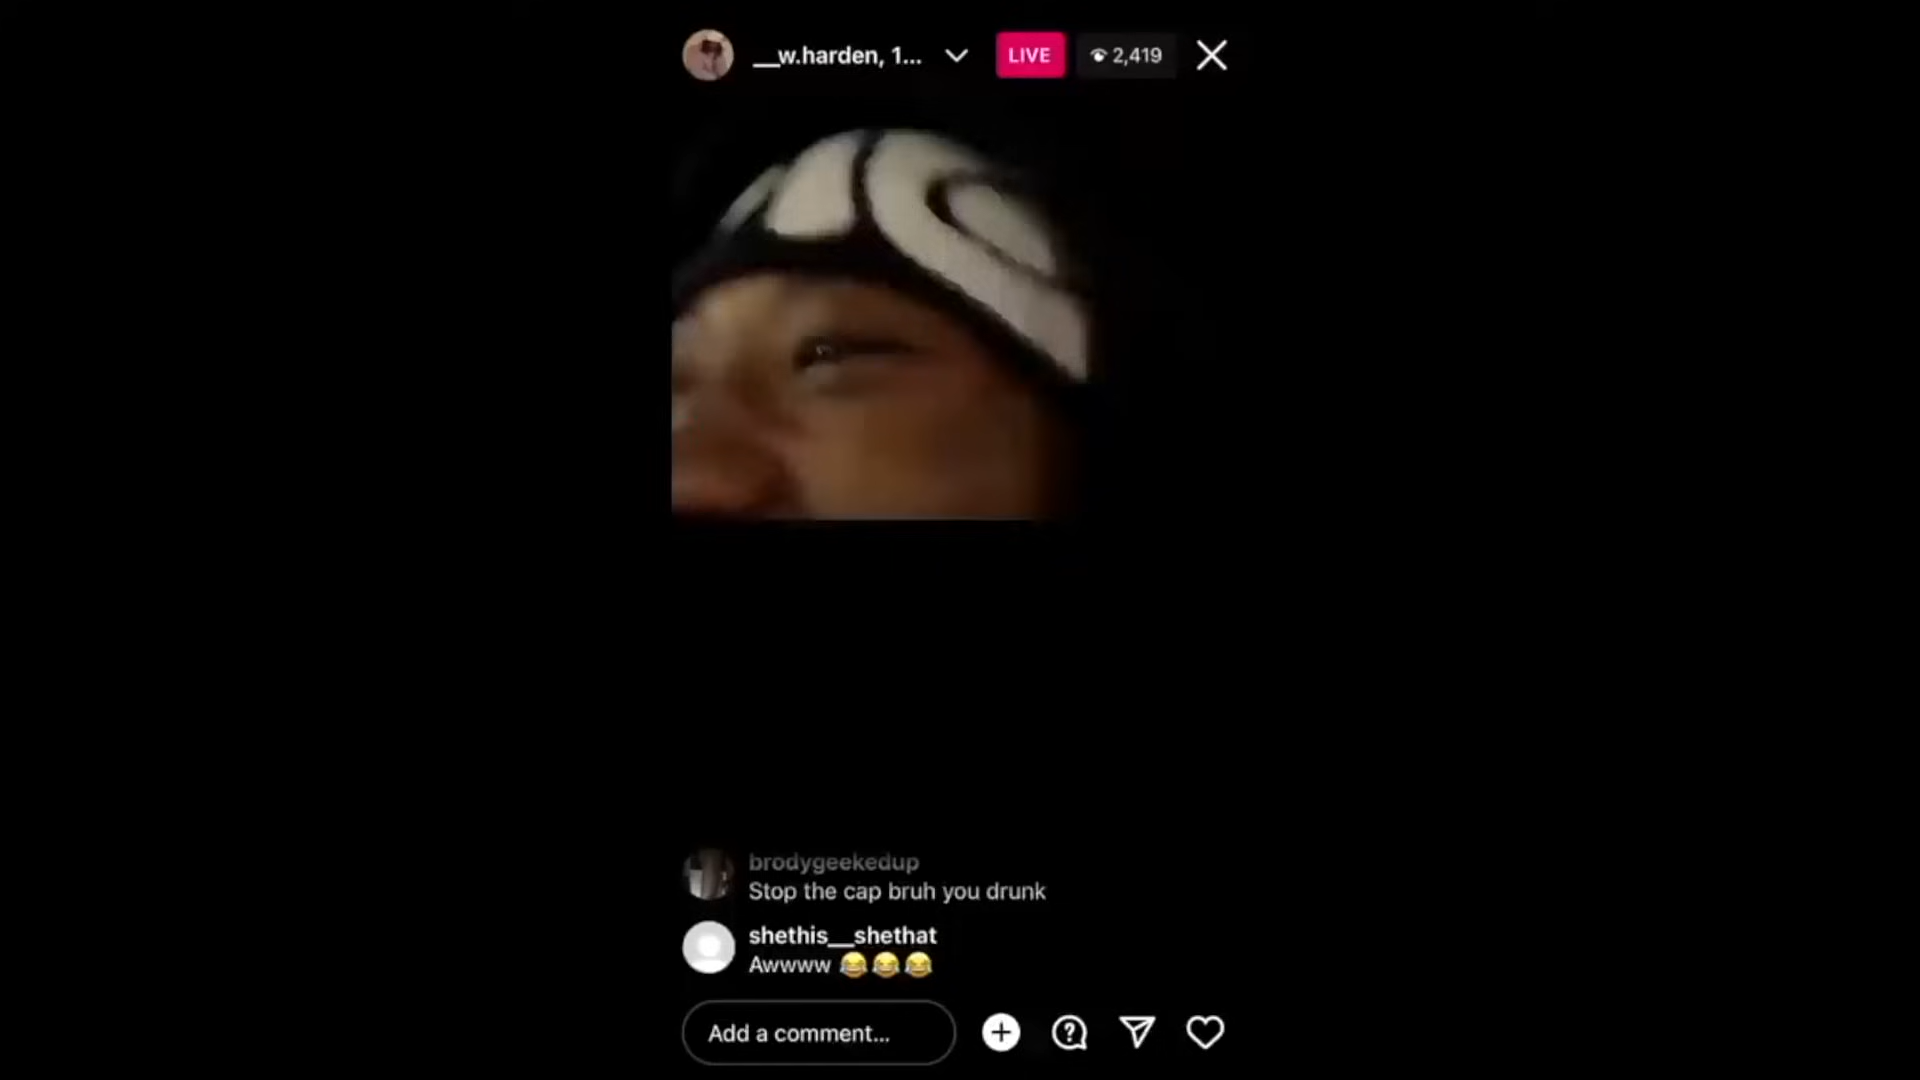 __w.harden, 1...
LIVE
2,419
brodygeekedup
Stop the cap bruh you drunk
shethis__shethat
Awwww 😂😂😂
Add a comment...